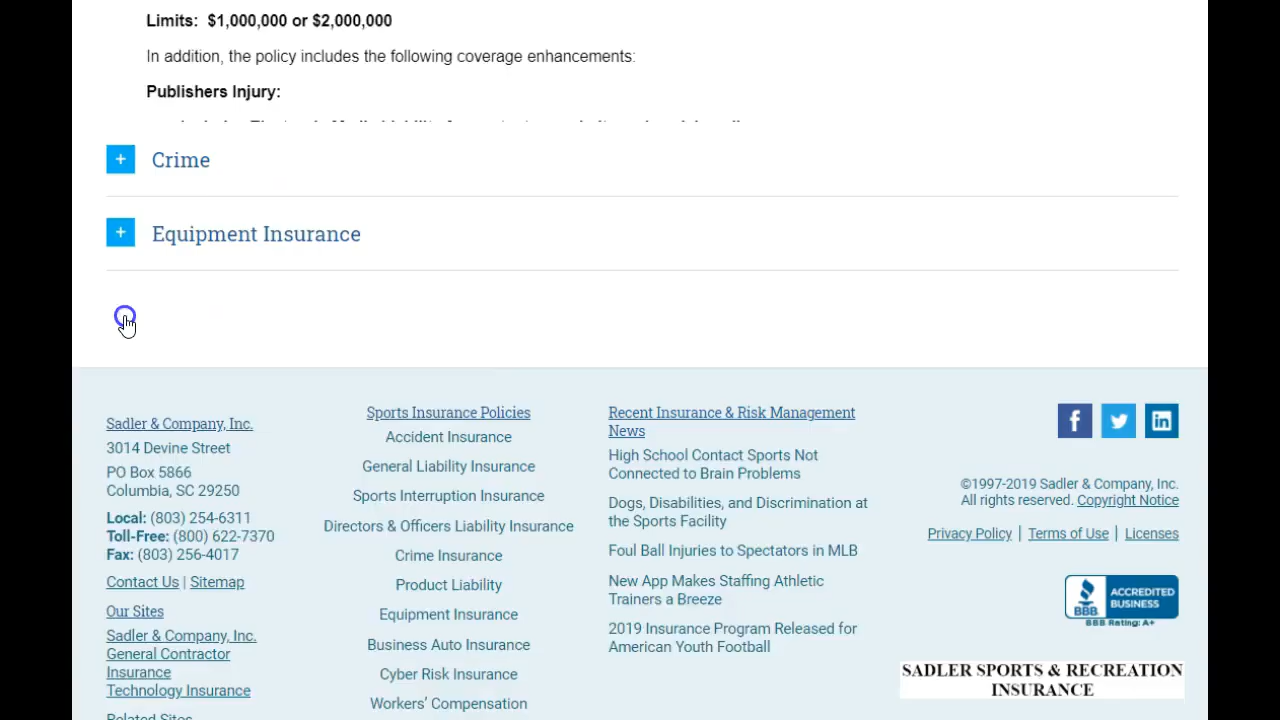 Limits: $1,000,000 or $2,000,000
In addition, the policy includes the following coverage enhancements:
Publishers Injury:
+ Crime
+ Equipment Insurance
Sadler & Company, Inc.
3014 Devine Street
PO Box 5866
Columbia, SC 29250
Local: (803) 254-6311
Toll-Free: (800) 622-7370
Fax: (803) 256-4017
Contact Us | Sitemap
Our Sites
Sadler & Company, Inc.
General Contractor
Insurance
Technology Insurance
Related Sites
Sports Insurance Policies
Accident Insurance
General Liability Insurance
Sports Interruption Insurance
Directors & Officers Liability Insurance
Crime Insurance
Product Liability
Equipment Insurance
Business Auto Insurance
Cyber Risk Insurance
Workers' Compensation
Recent Insurance & Risk Management
News
High School Contact Sports Not
Connected to Brain Problems
Dogs, Disabilities, and Discrimination at
the Sports Facility
Foul Ball Injuries to Spectators in MLB
New App Makes Staffing Athletic
Trainers a Breeze
2019 Insurance Program Released for
American Youth Football
f
in
©1997-2019 Sadler & Company, Inc.
All rights reserved. Copyright Notice
Privacy Policy | Terms of Use | Licenses
BBB
ACCREDITED
BUSINESS
BBB Rating: A+
SADLER SPORTS & RECREATION
INSURANCE